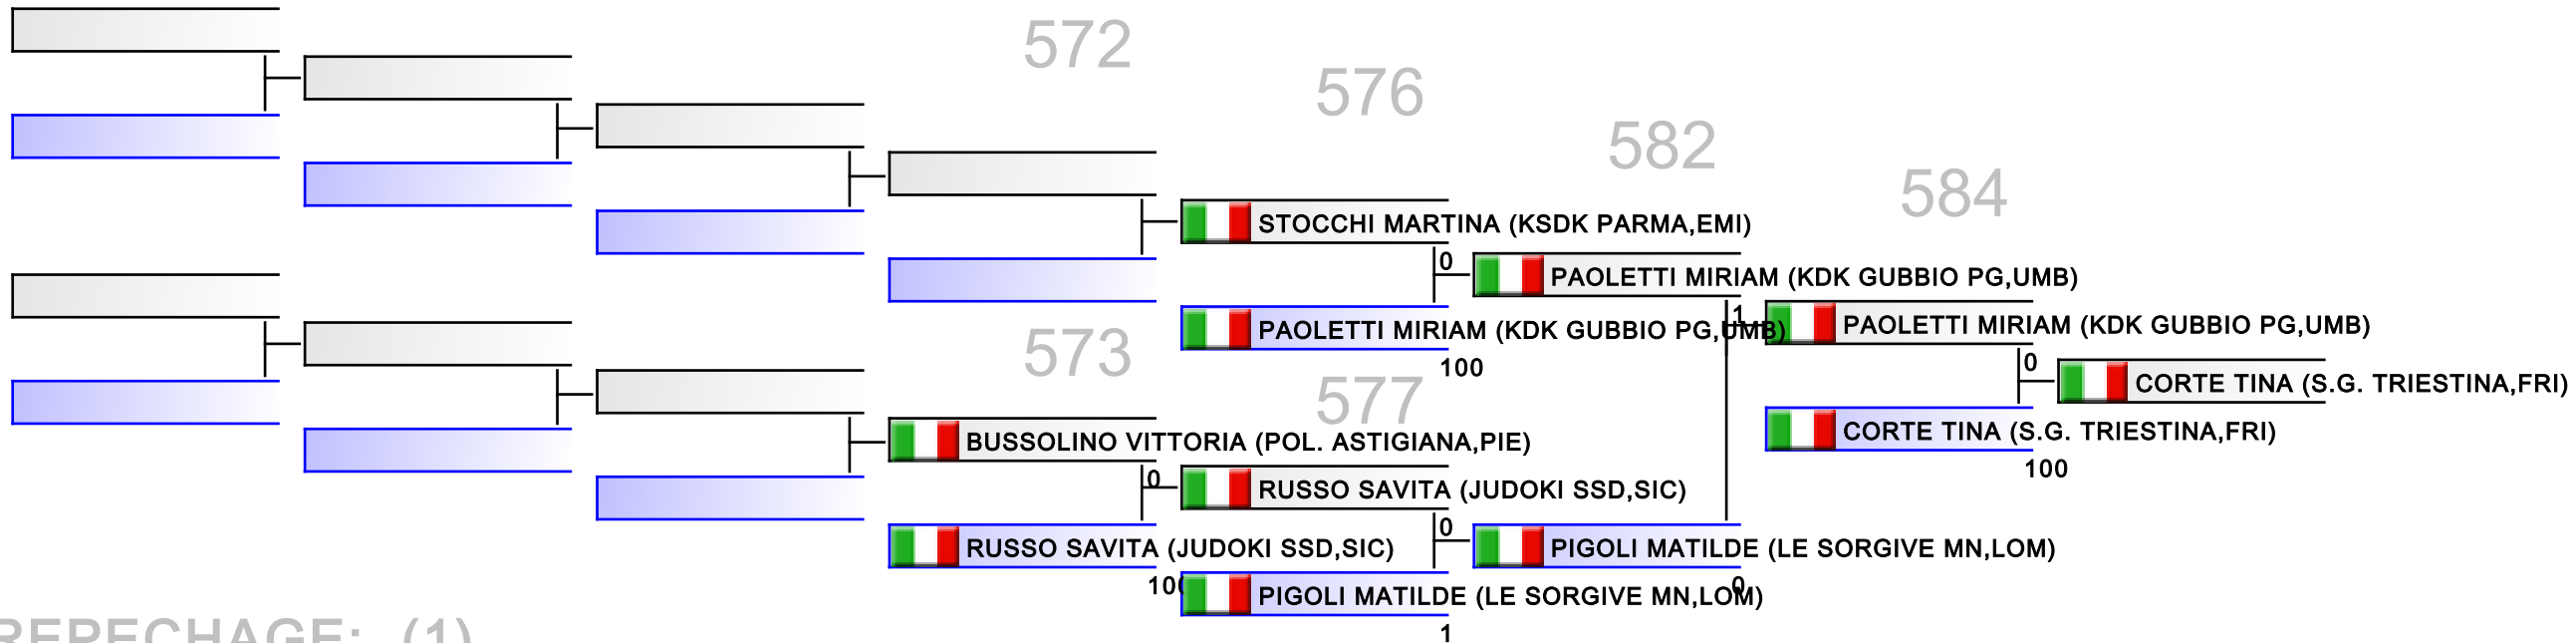 572
576
582
584
STOCCHI MARTINA (KSDK PARMA,EMI)
0
PAOLETTI MIRIAM (KDK GUBBIO PG,UMB)
PAOLETTI MIRIAM (KDK GUBBIO PG,UMB)
100
1
PAOLETTI MIRIAM (KDK GUBBIO PG,UMB)
0
CORTE TINA (S.G. TRIESTINA,FRI)
CORTE TINA (S.G. TRIESTINA,FRI)
100
573
577
BUSSOLINO VITTORIA (POL. ASTIGIANA,PIE)
0
RUSSO SAVITA (JUDOKI SSD,SIC)
RUSSO SAVITA (JUDOKI SSD,SIC)
100
0
PIGOLI MATILDE (LE SORGIVE MN,LOM)
0
PIGOLI MATILDE (LE SORGIVE MN,LOM)
1
REPECHAGE: (1)